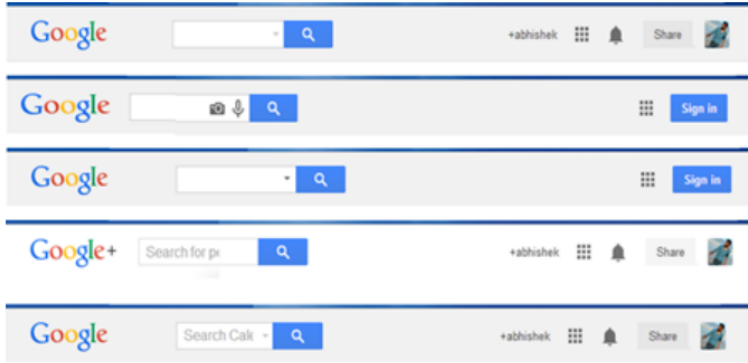 Google +abhishek Share
Google Sign in
Google Sign in
Google+ Search for pe +abhishek Share
Google Search Cale +abhishek Share